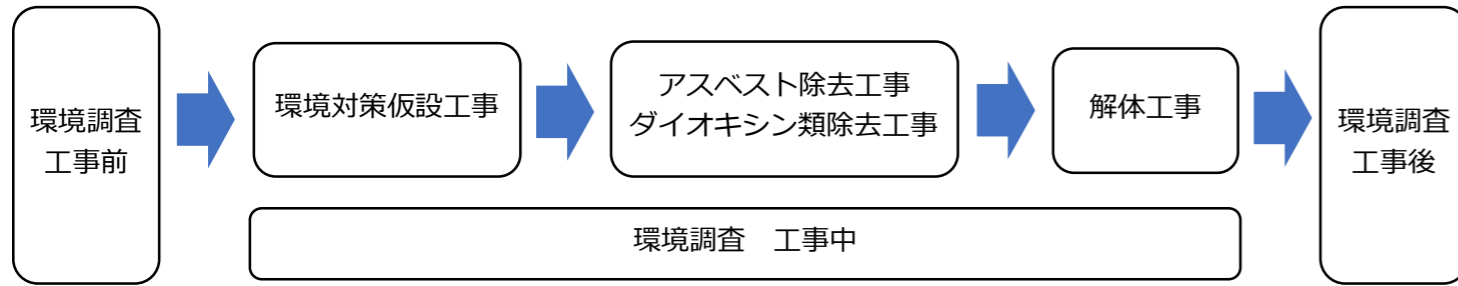 環境調査
工事前
環境対策仮設工事
アスベスト除去工事
ダイオキシン類除去工事
解体工事
環境調査
工事後
環境調査　工事中